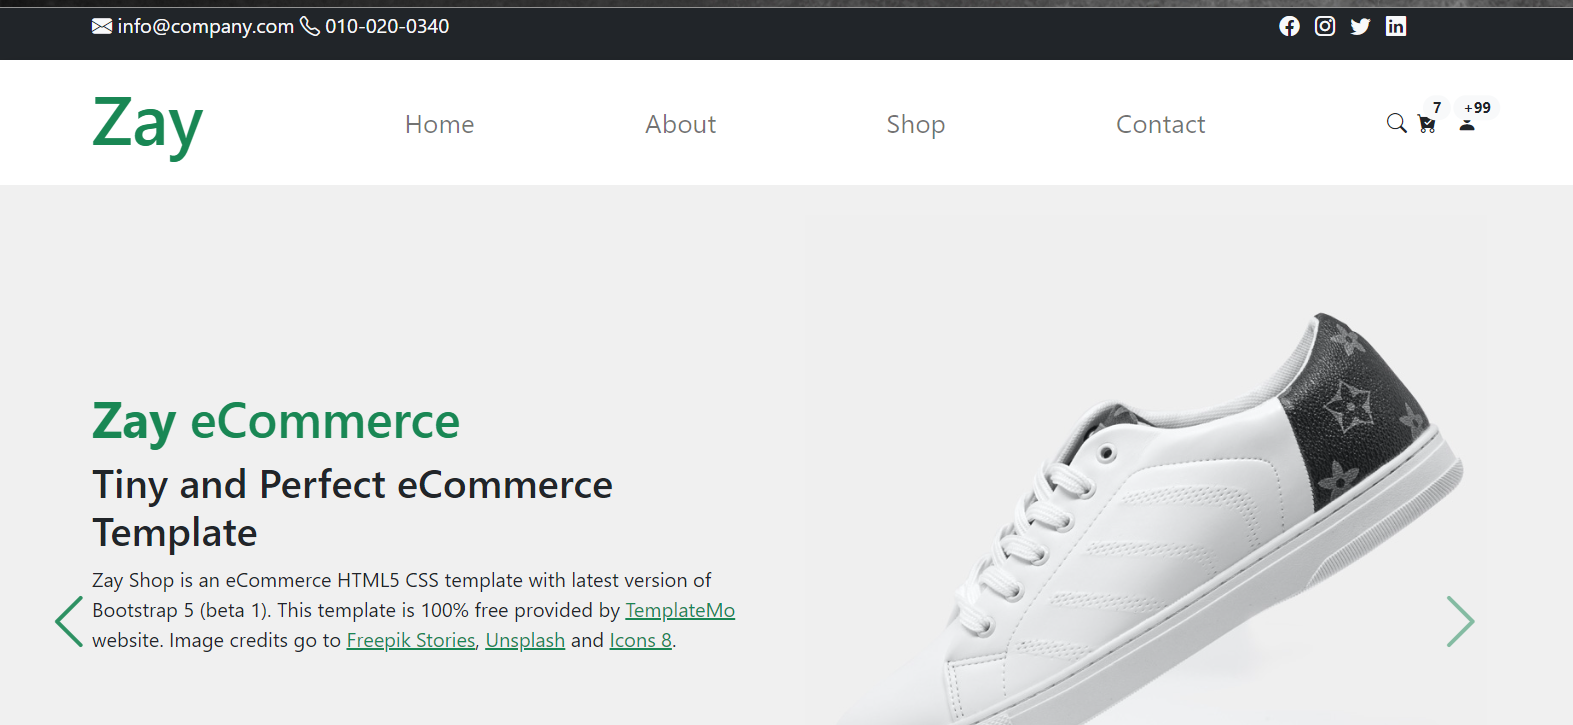 info@company.com 010-020-0340
Zay Home About Shop Contact 7 +99
Zay eCommerce
Tiny and Perfect eCommerce
Template
Zay Shop is an eCommerce HTML5 CSS template with latest version of
Bootstrap 5 (beta 1). This template is 100% free provided by TemplateMo
website. Image credits go to Freepik Stories, Unsplash and Icons 8.